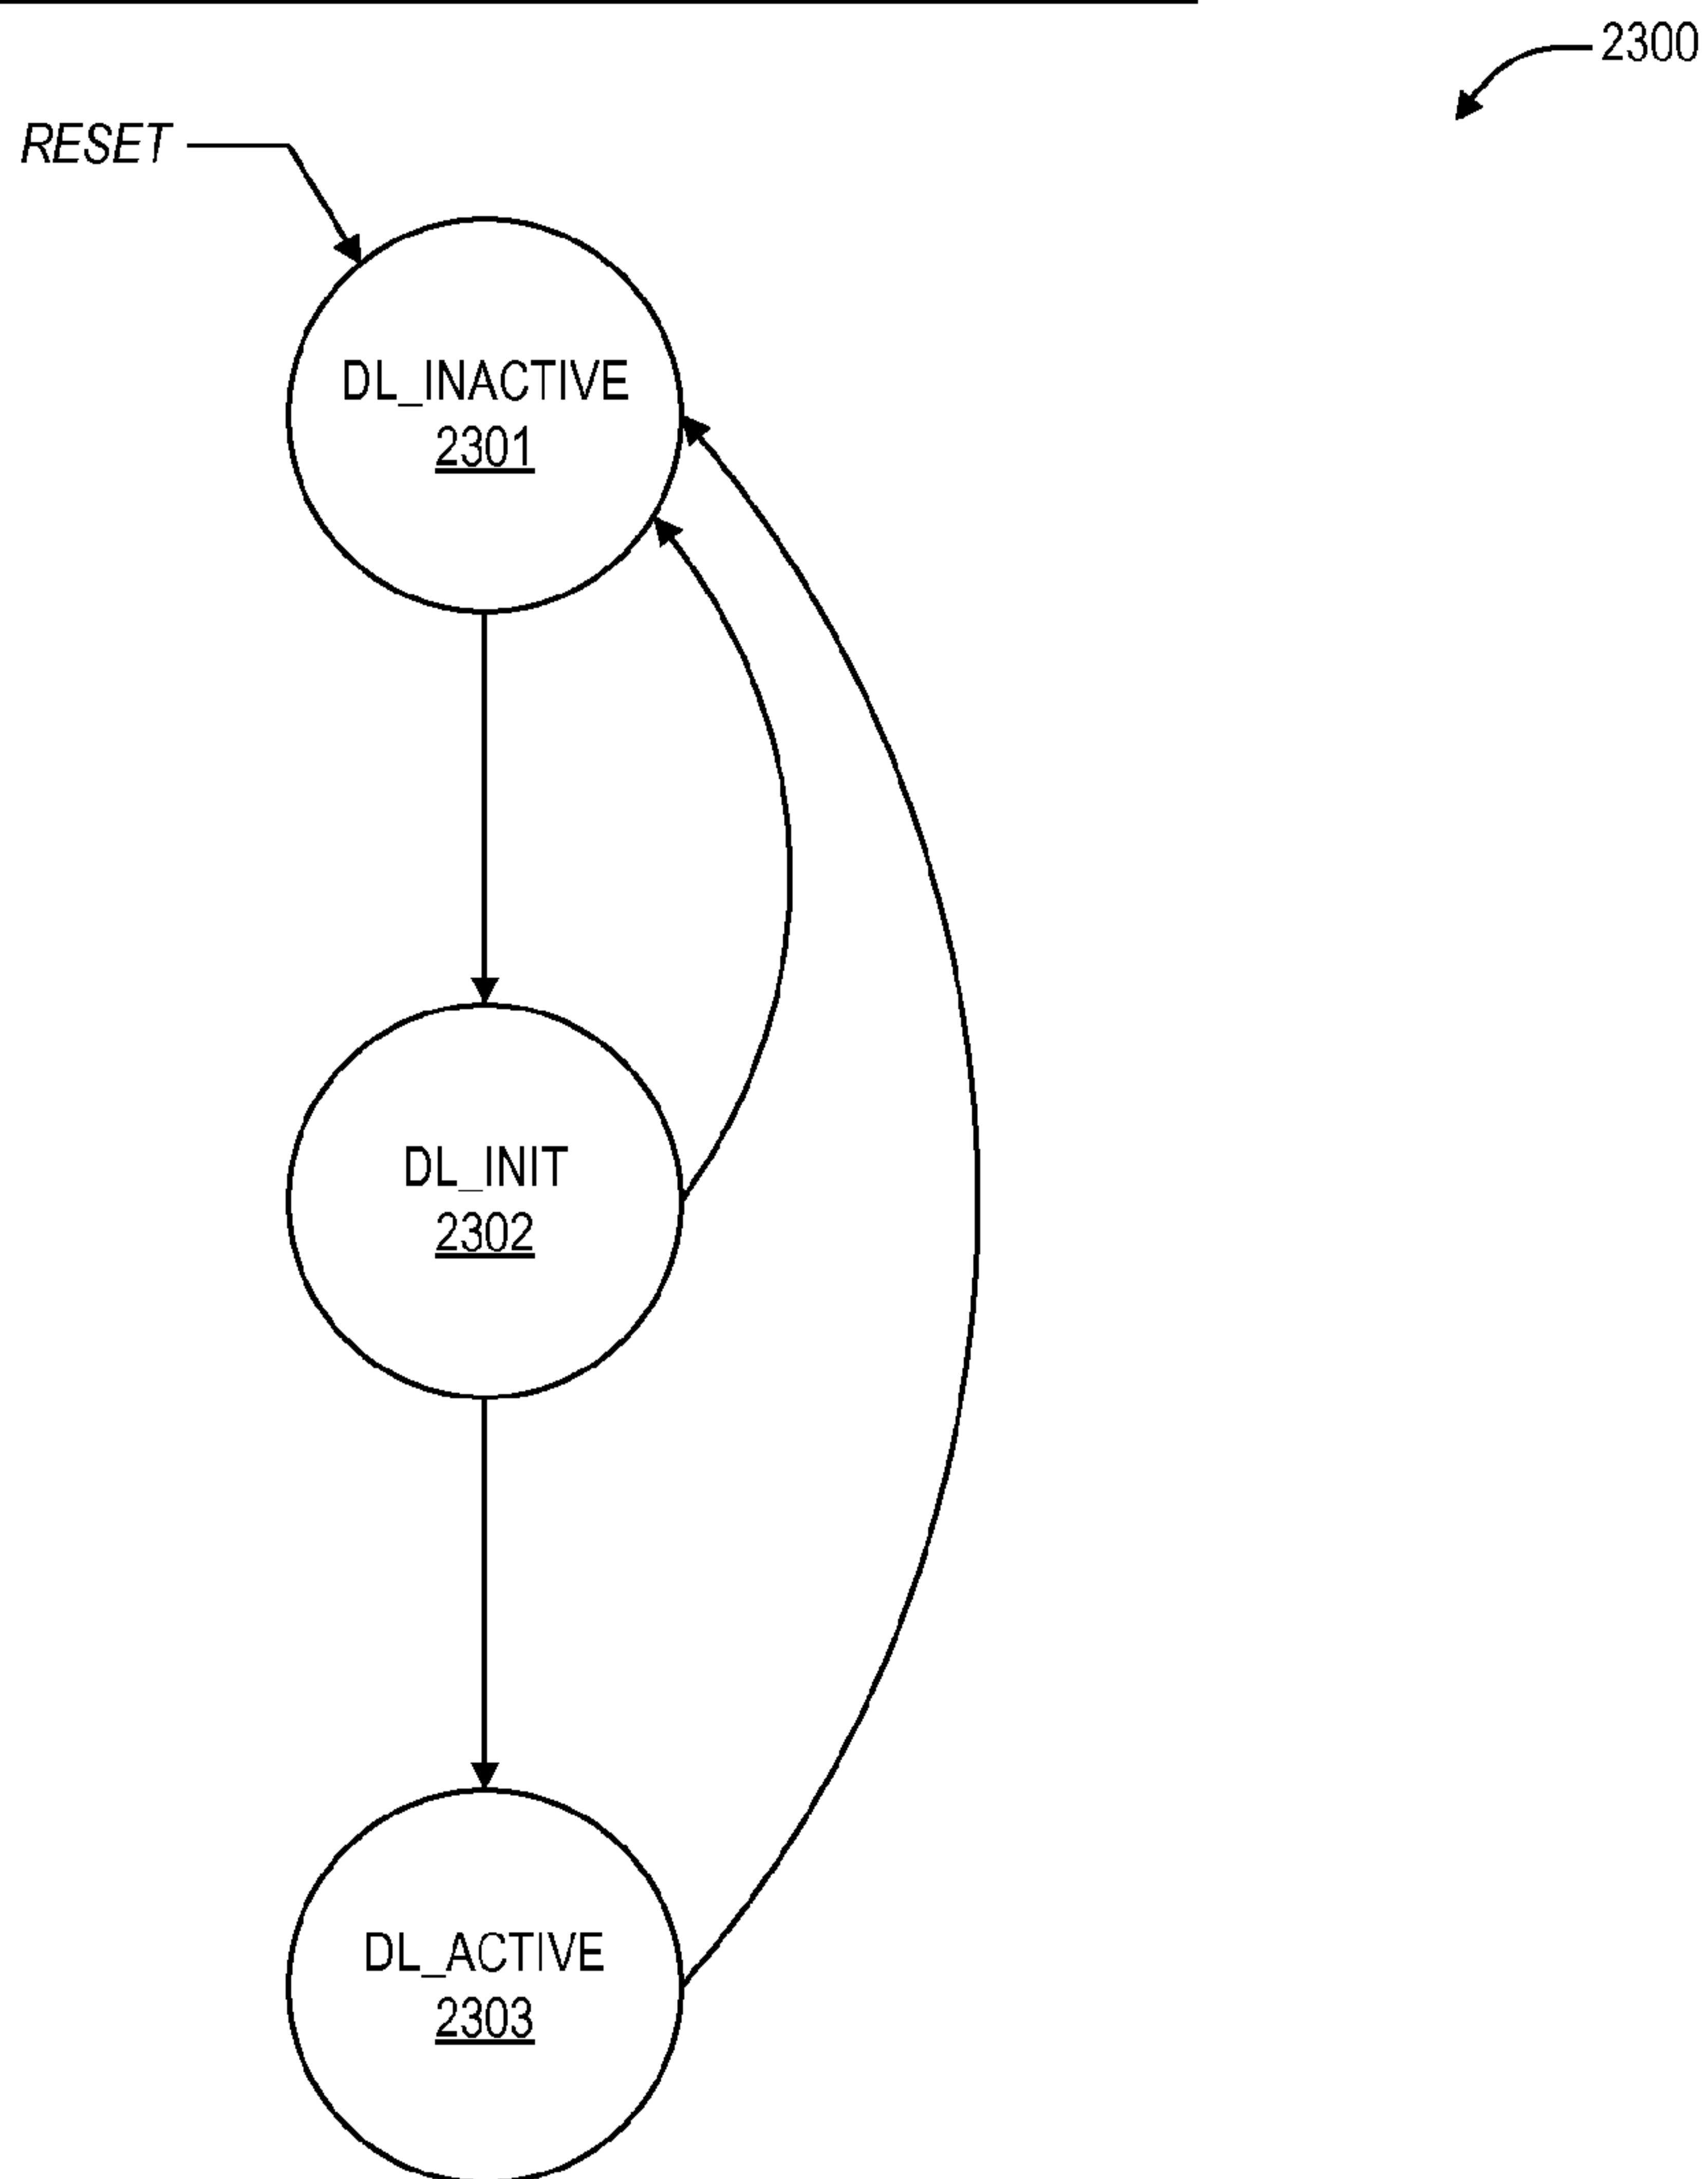 2300
RESET
DL_INACTIVE
2301
DL_INIT
2302
DL_ACTIVE
2303